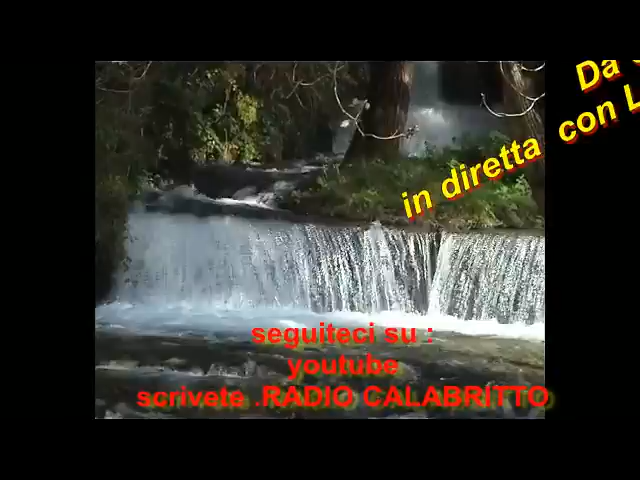 Da
con L
in diretta
seguiteci su :
youtube
scrivete .RADIO CALABRITTO